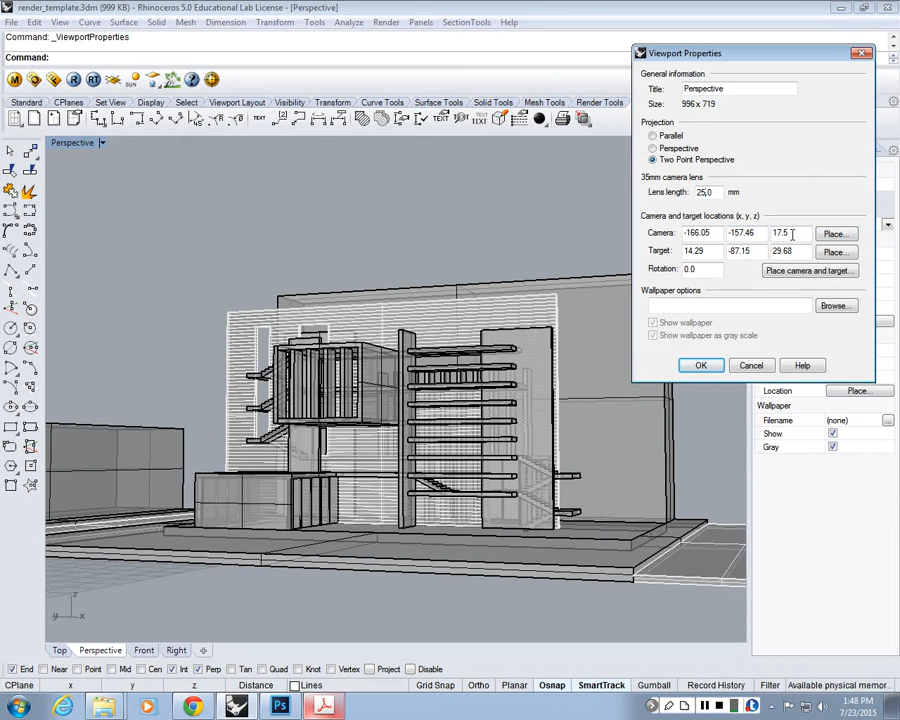 render_template.3dm (999 KB) - Rhinoceros 5.0 Educational Lab License - [Perspective]
File Edit View Curve Surface Solid Mesh Dimension Transform Tools Analyze Render Panels SectionTools Help
Command: _ViewportProperties
Command:
Standard CPlanes Set View Display Select Viewport Layout Visibility Transform Curve Tools Surface Tools Solid Tools Mesh Tools Render Tools
Perspective
Viewport Properties
General information
Title: Perspective
Size: 996 x 719
Projection
Parallel
Perspective
Two Point Perspective
35mm camera lens
Lens length: 25.0 mm
Camera and target locations (x, y, z)
Camera: -166.05 -157.46 17.5 Place...
Target: 14.29 -87.15 29.68 Place...
Rotation: 0.0 Place camera and target...
Wallpaper options
Browse...
Show wallpaper
Show wallpaper as gray scale
OK Cancel Help
Location Place...
Wallpaper
Filename (none) ...
Show
Gray
z
y x
Top Perspective Front Right
End Near Point Mid Cen Int Perp Tan Quad Knot Vertex Project Disable
CPlane x y z Distance Lines Grid Snap Ortho Planar Osnap SmartTrack Gumball Record History Filter Available physical memor...
1:48 PM
7/23/2015